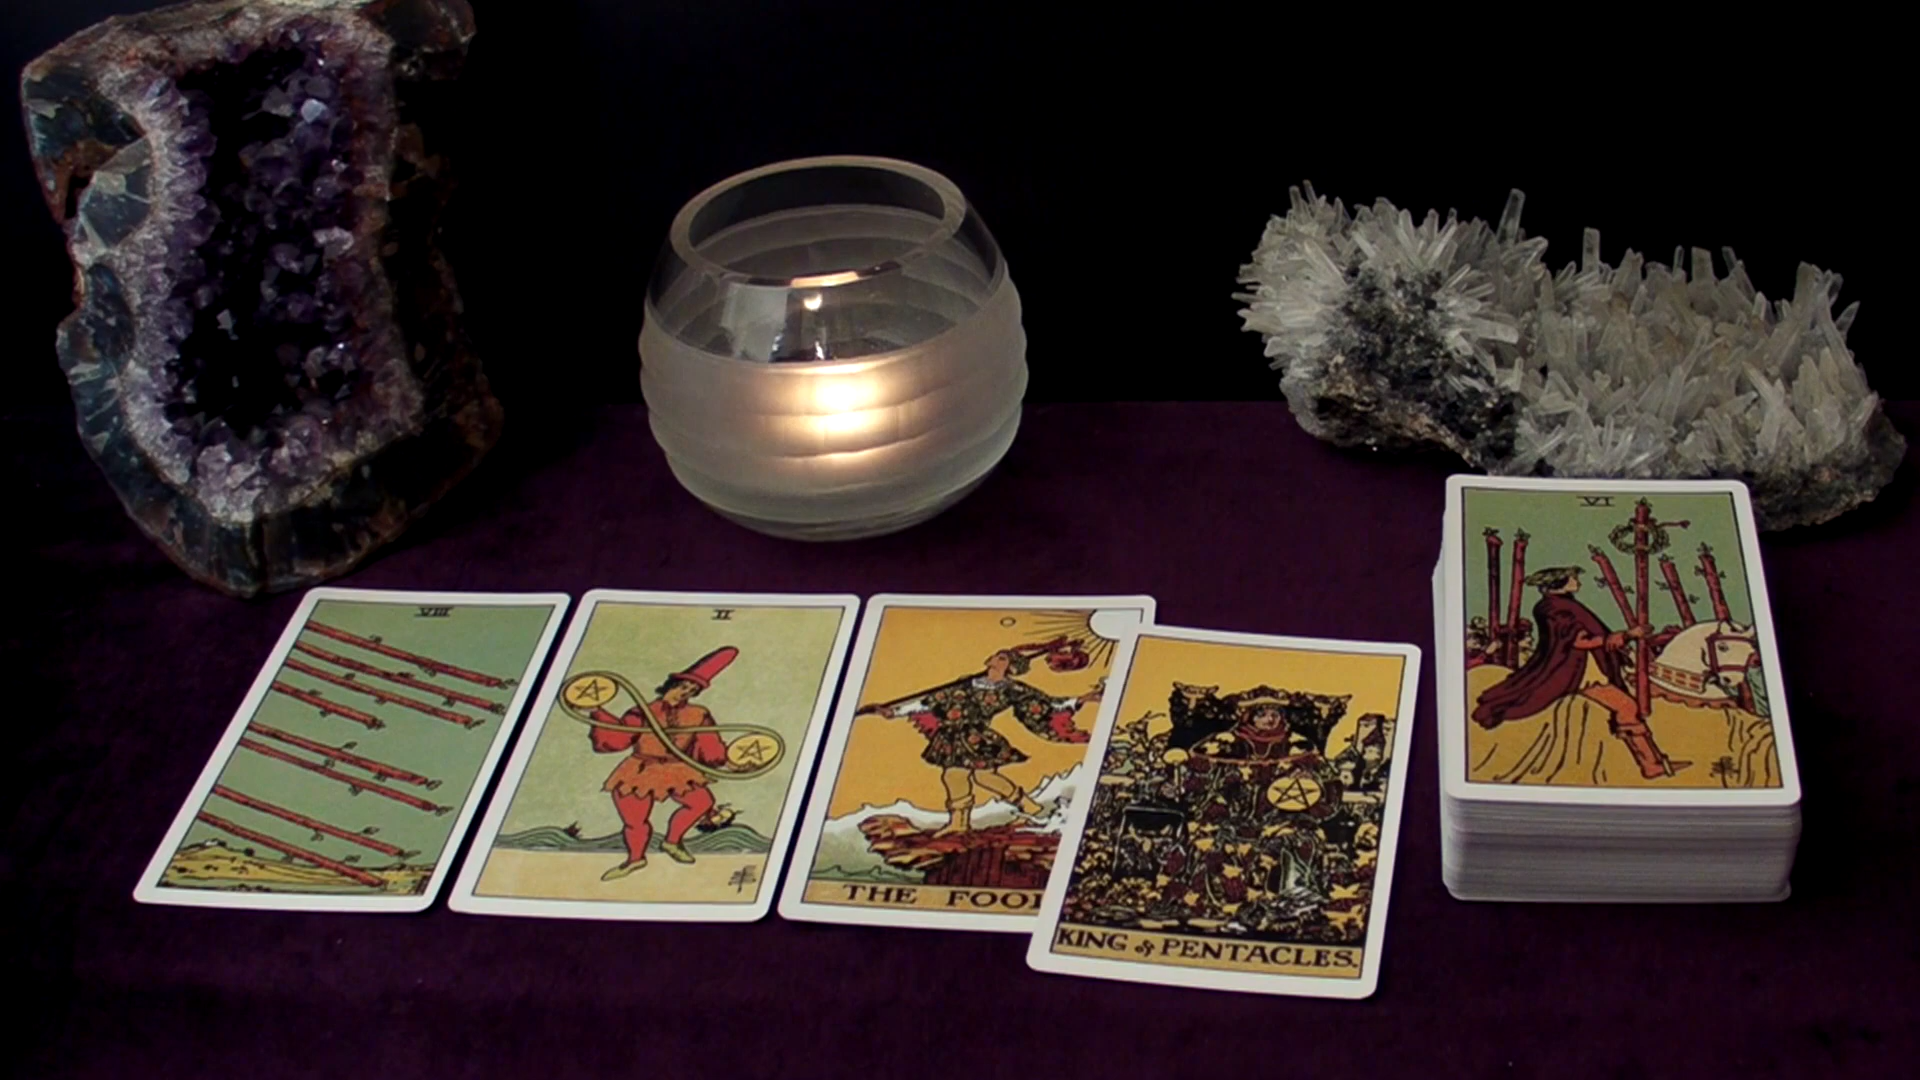 VIII
II
THE FOOL
KING of PENTACLES.
VI